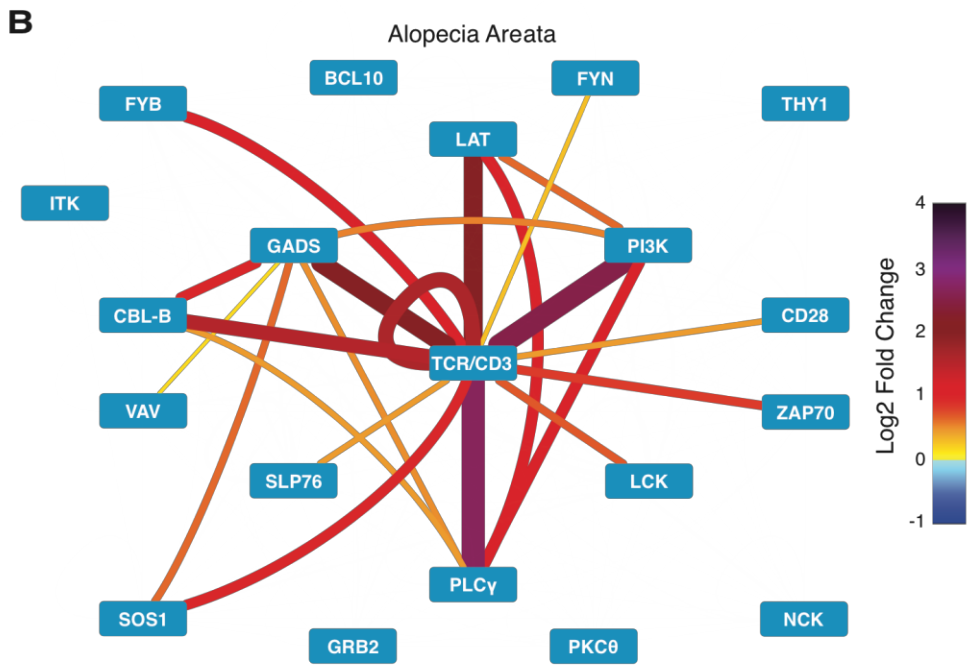 B
Alopecia Areata
BCL10
FYN
FYB
THY1
LAT
ITK
GADS
PI3K
CBL-B
CD28
TCR/CD3
VAV
ZAP70
SLP76
LCK
PLCγ
SOS1
NCK
GRB2
PKCθ
4
3
2
1
0
-1
Log2 Fold Change